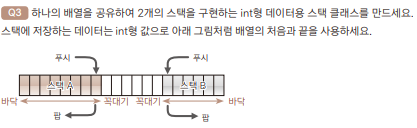 Q3 하나의 배열을 공유하여 2개의 스택을 구현하는 int형 데이터용 스택 클래스를 만드세요.
스택에 저장하는 데이터는 int형 값으로 아래 그림처럼 배열의 처음과 끝을 사용하세요.
푸시 푸시
스택 A 스택 B
바닥 꼭대기 꼭대기 바닥
팝 팝